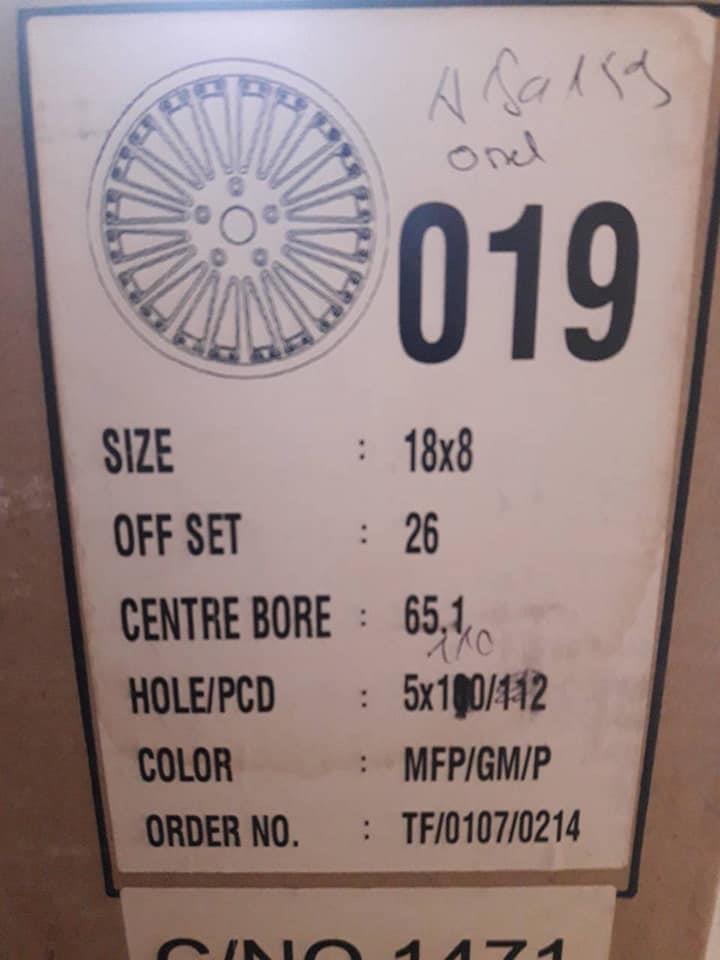 019
SIZE : 18x8
OFF SET : 26
CENTRE BORE : 65.1
110
HOLE/PCD : 5x110/112
COLOR : MFP/GM/P
ORDER NO. : TF/0107/0214
C/NO 1471